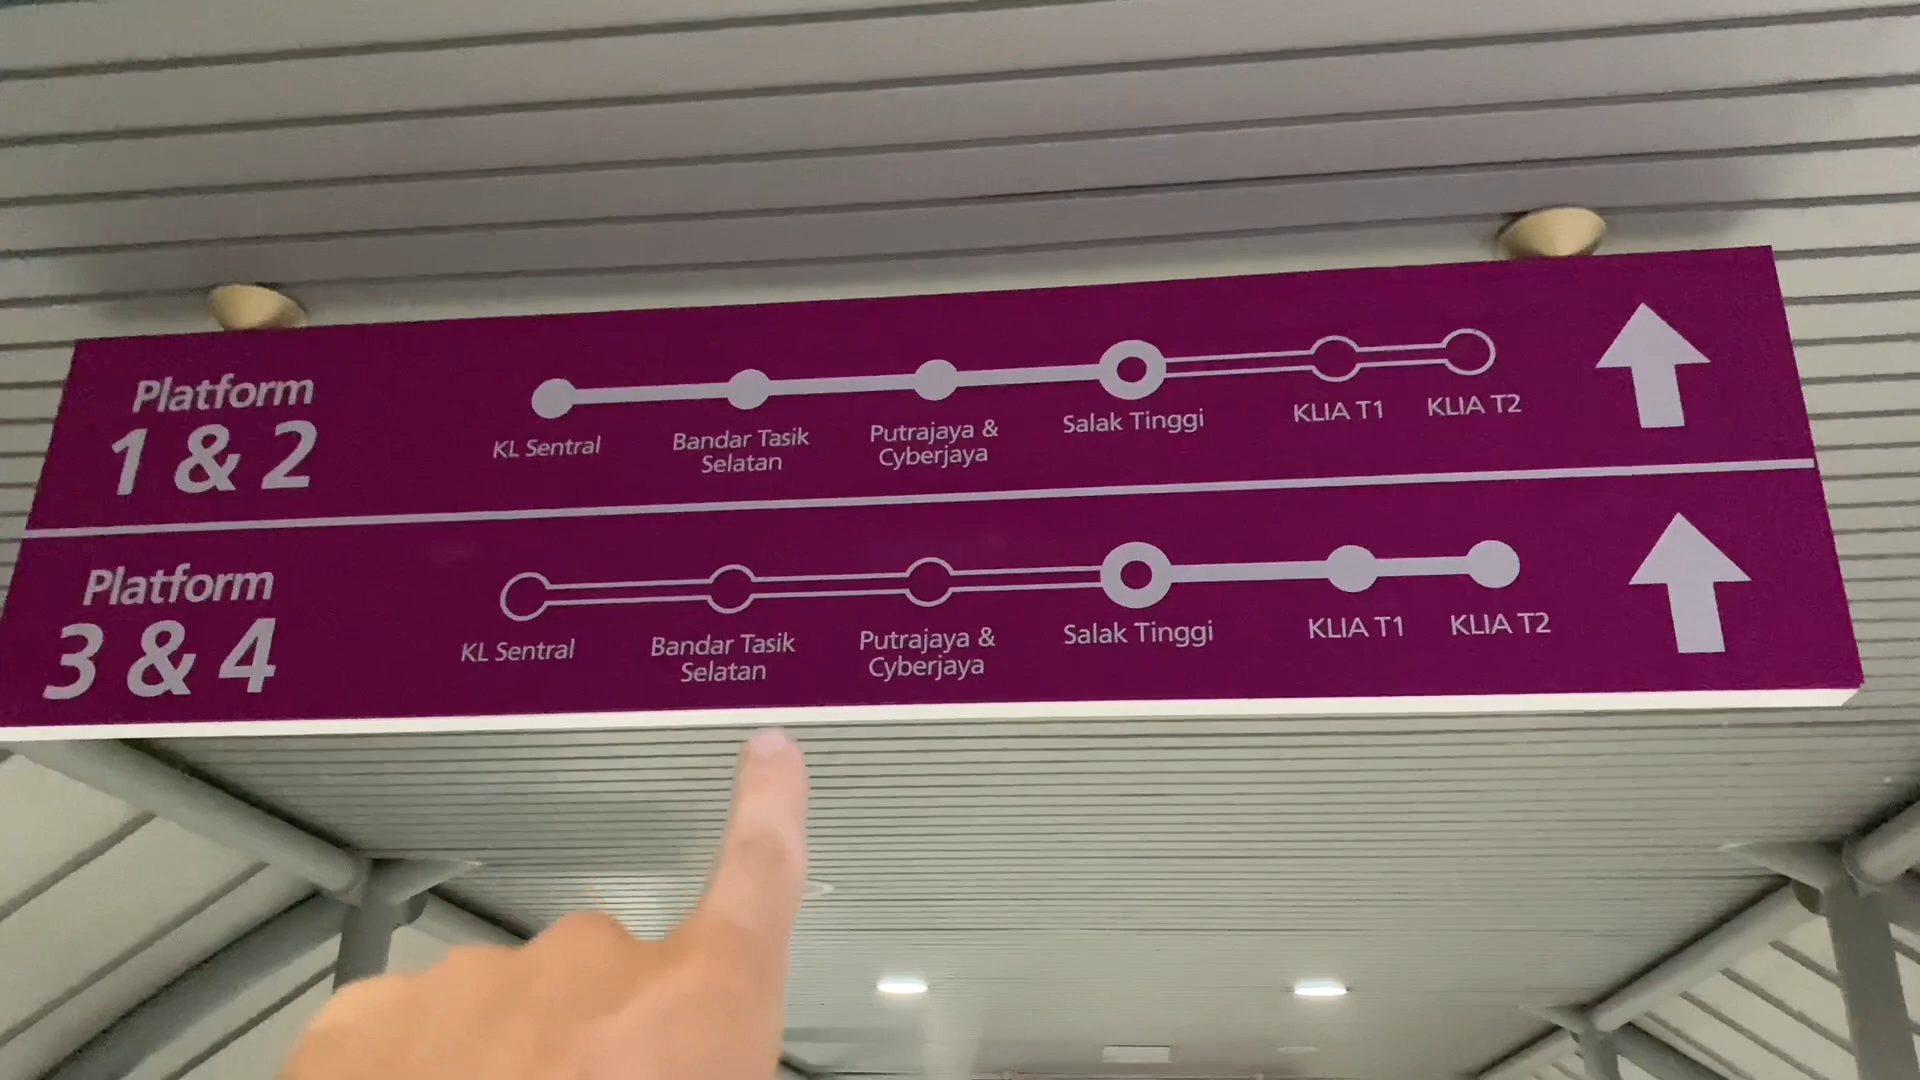 Platform
1 & 2
KL Sentral
Bandar Tasik
Selatan
Putrajaya &
Cyberjaya
Salak Tinggi
KLIA T1
KLIA T2
Platform
3 & 4
KL Sentral
Bandar Tasik
Selatan
Putrajaya &
Cyberjaya
Salak Tinggi
KLIA T1
KLIA T2